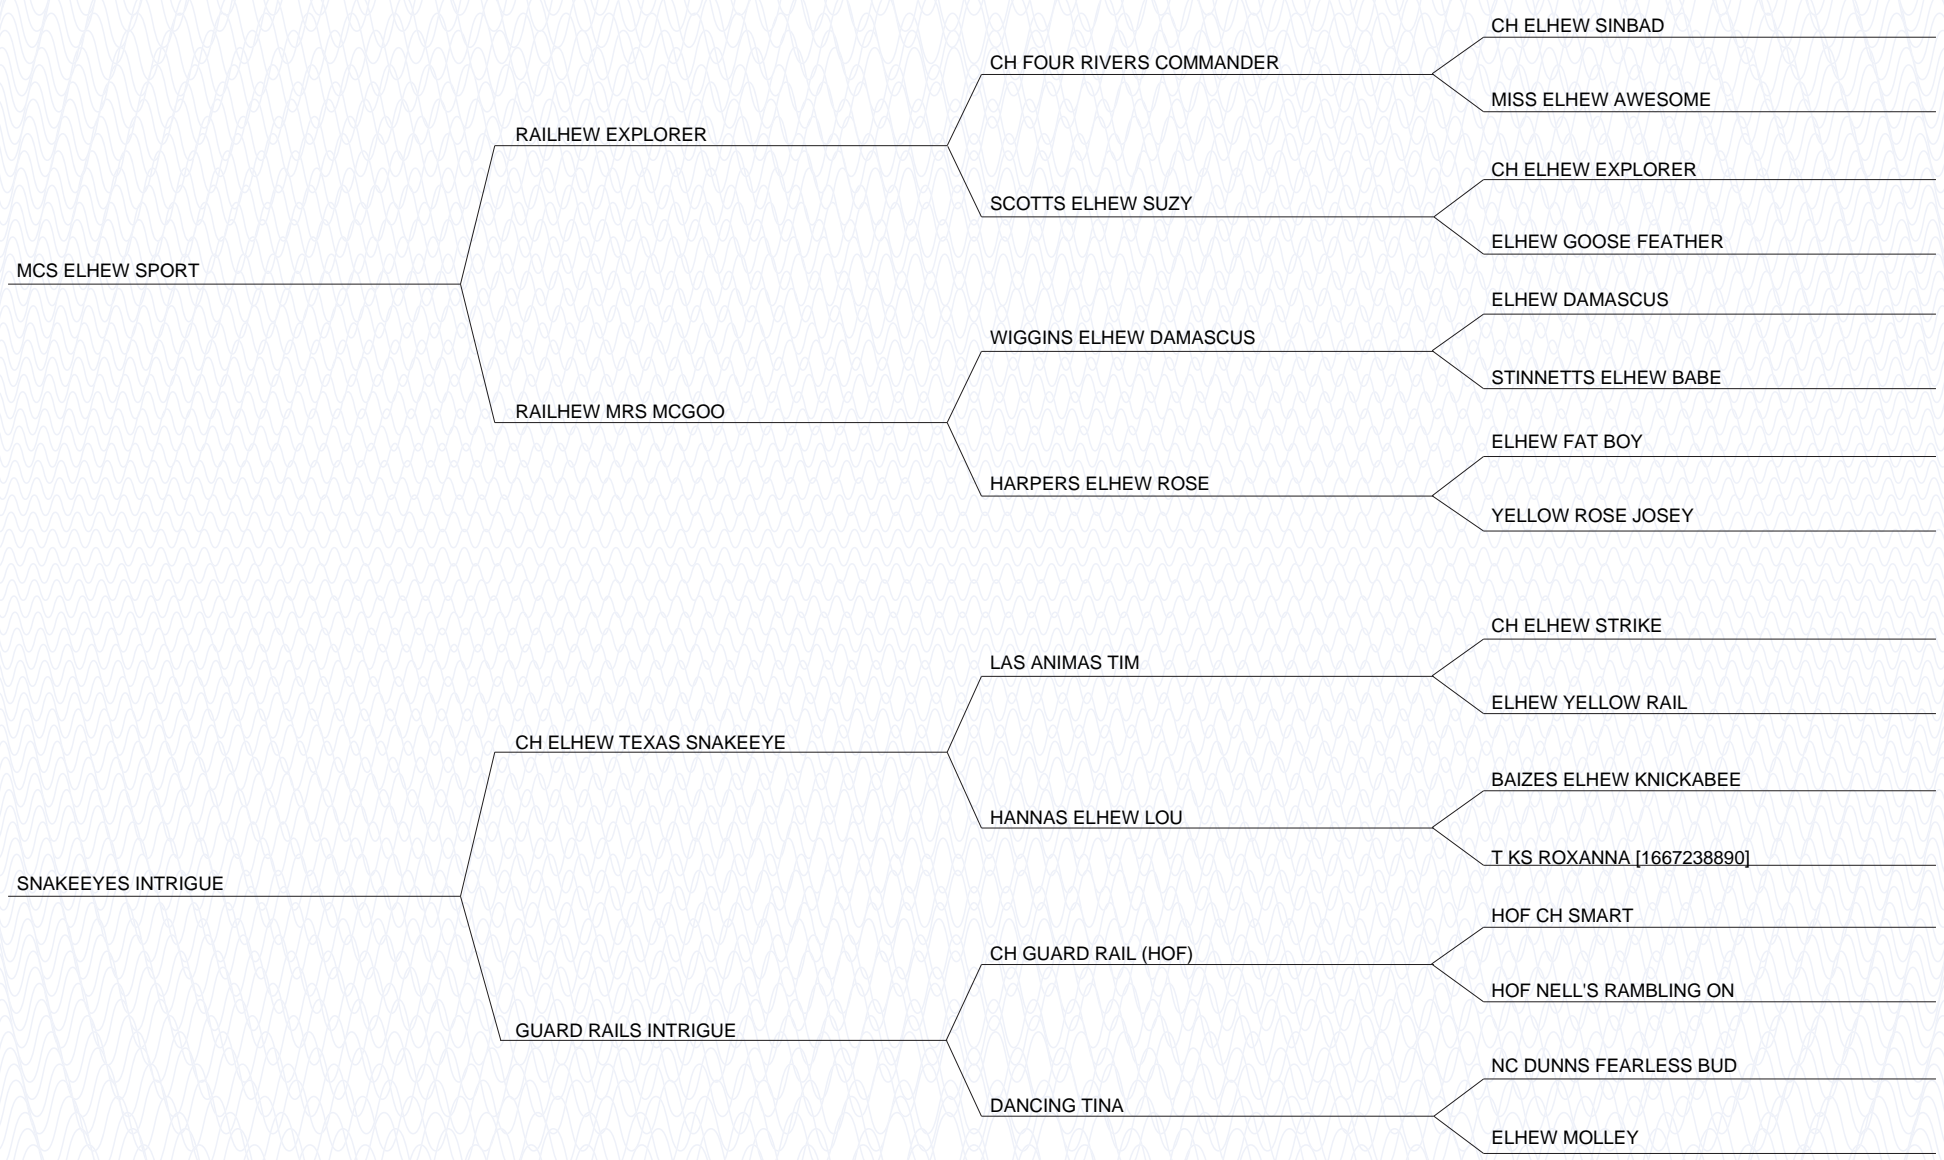 MCS ELHEW SPORT
RAILHEW EXPLORER
CH FOUR RIVERS COMMANDER
CH ELHEW SINBAD
MISS ELHEW AWESOME
SCOTTS ELHEW SUZY
CH ELHEW EXPLORER
ELHEW GOOSE FEATHER
RAILHEW MRS MCGOO
WIGGINS ELHEW DAMASCUS
ELHEW DAMASCUS
STINNETTS ELHEW BABE
HARPERS ELHEW ROSE
ELHEW FAT BOY
YELLOW ROSE JOSEY
SNAKEEYES INTRIGUE
CH ELHEW TEXAS SNAKEEYE
LAS ANIMAS TIM
CH ELHEW STRIKE
ELHEW YELLOW RAIL
HANNAS ELHEW LOU
BAIZES ELHEW KNICKABEE
T KS ROXANNA [1667238890]
GUARD RAILS INTRIGUE
CH GUARD RAIL (HOF)
HOF CH SMART
HOF NELL'S RAMBLING ON
DANCING TINA
NC DUNNS FEARLESS BUD
ELHEW MOLLEY